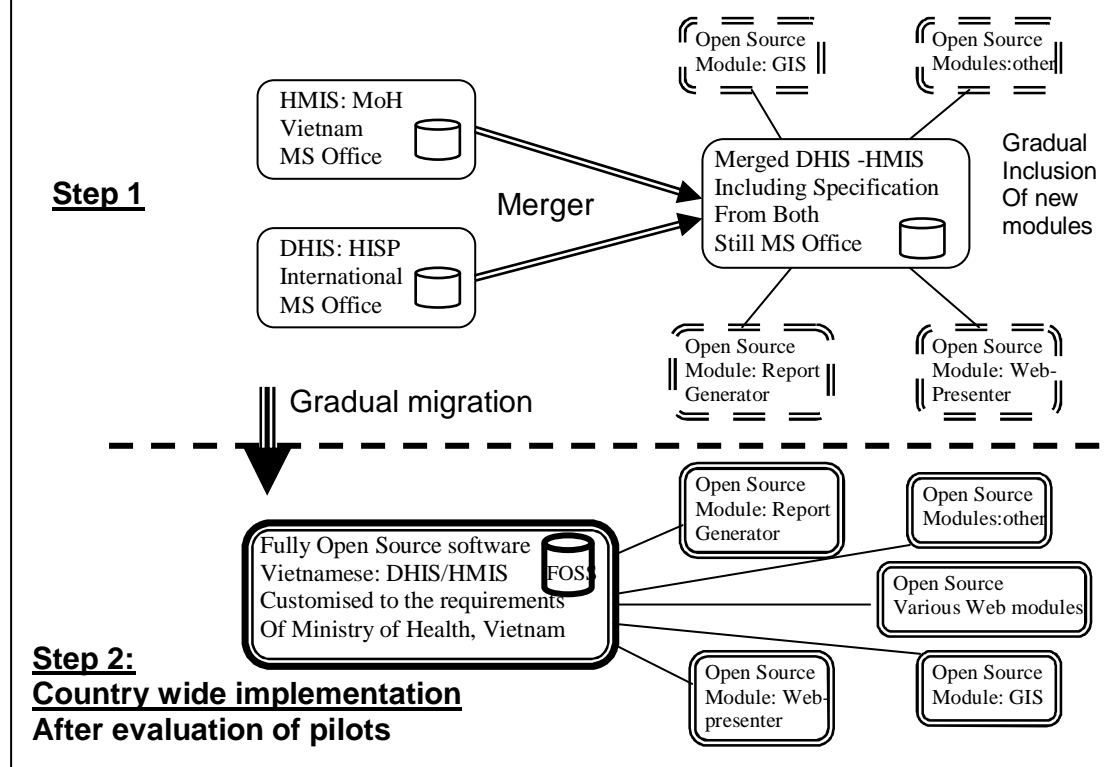 Open Source
Module: GIS
Open Source
Modules:other
HMIS: MoH
Vietnam
MS Office
Step 1
Merger
Merged DHIS -HMIS
Including Specification
From Both
Still MS Office
Gradual
Inclusion
Of new
modules
DHIS: HISP
International
MS Office
Open Source
Module: Report
Generator
Open Source
Module: Web-
Presenter
Gradual migration
Open Source
Module: Report
Generator
Open Source
Modules:other
Fully Open Source software
Vietnamese: DHIS/HMIS
Customised to the requirements
Of Ministry of Health, Vietnam
FOSS
Open Source
Various Web modules
Step 2:
Country wide implementation
After evaluation of pilots
Open Source
Module: Web-
presenter
Open Source
Module: GIS